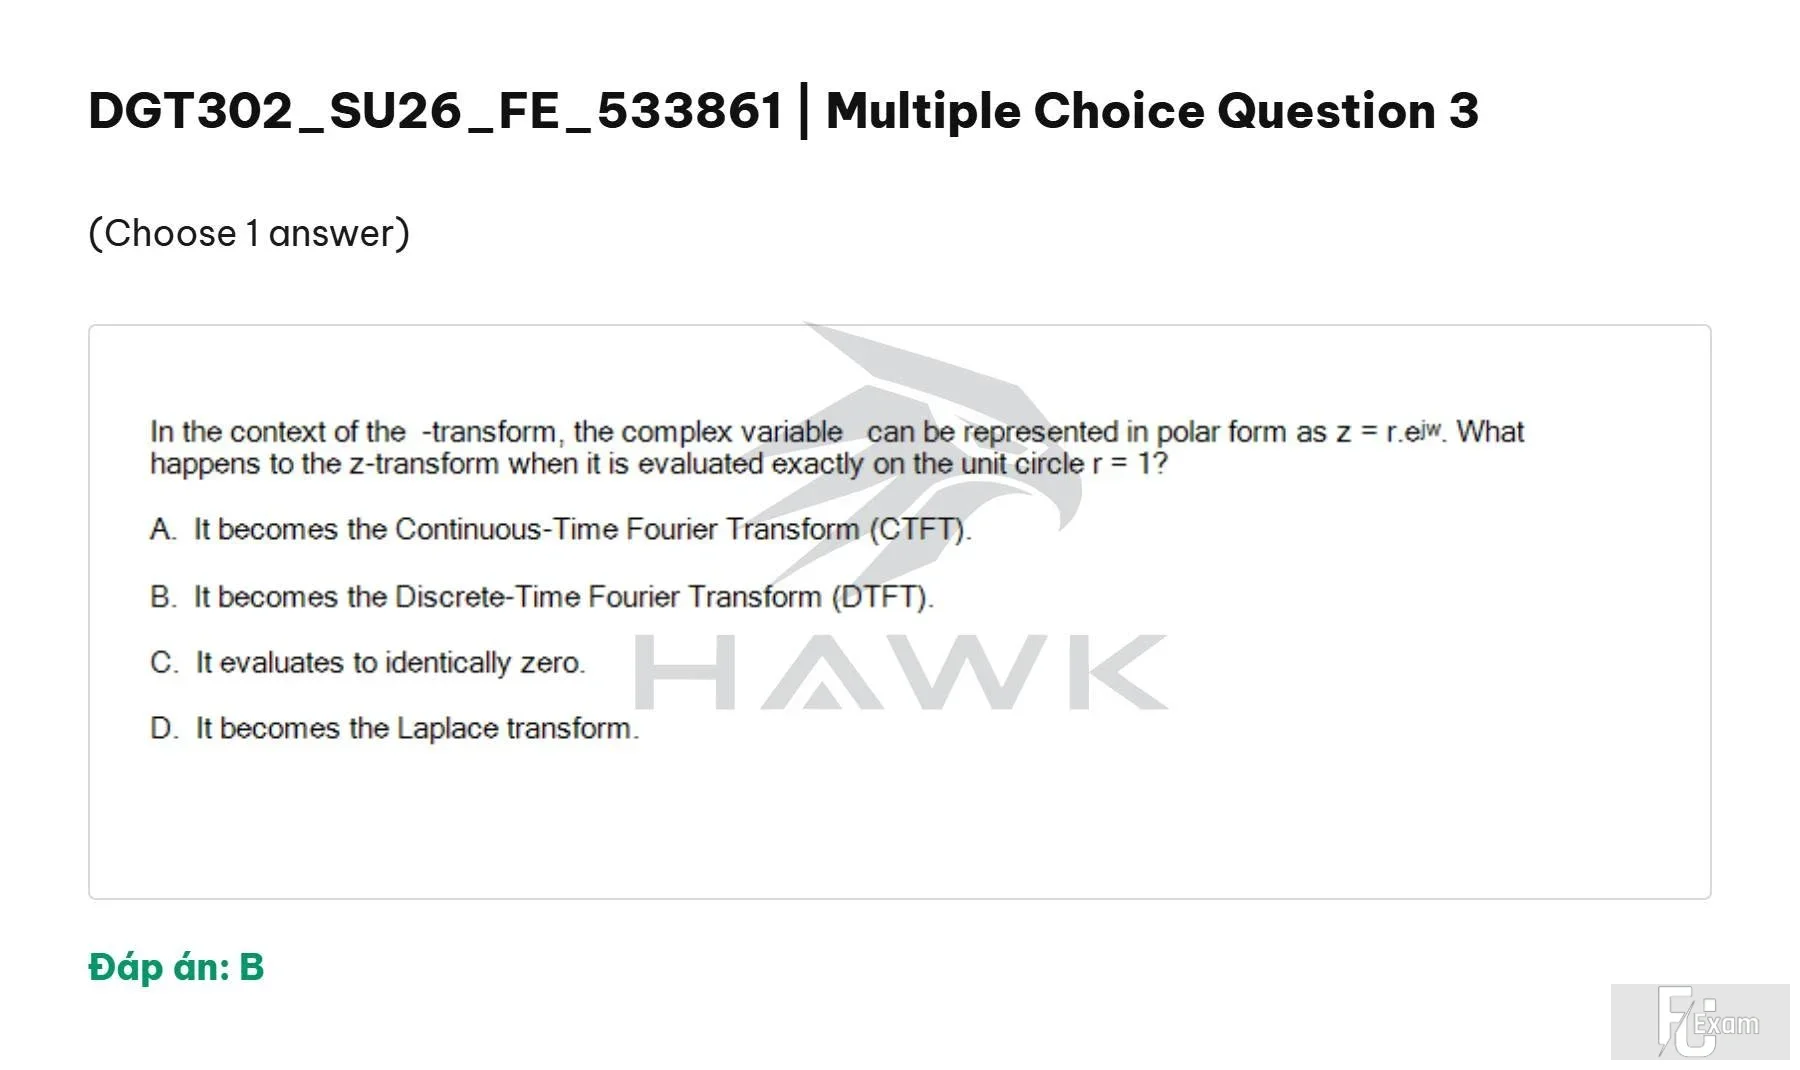 DGT302_SU26_FE_533861 | Multiple Choice Question 3
(Choose 1 answer)
In the context of the -transform, the complex variable can be represented in polar form as z = r.eʲʷ. What
happens to the z-transform when it is evaluated exactly on the unit circle r = 1?
A. It becomes the Continuous-Time Fourier Transform (CTFT).
B. It becomes the Discrete-Time Fourier Transform (DTFT).
C. It evaluates to identically zero.
HAWK
D. It becomes the Laplace transform.
Đáp án: B
FU Exam